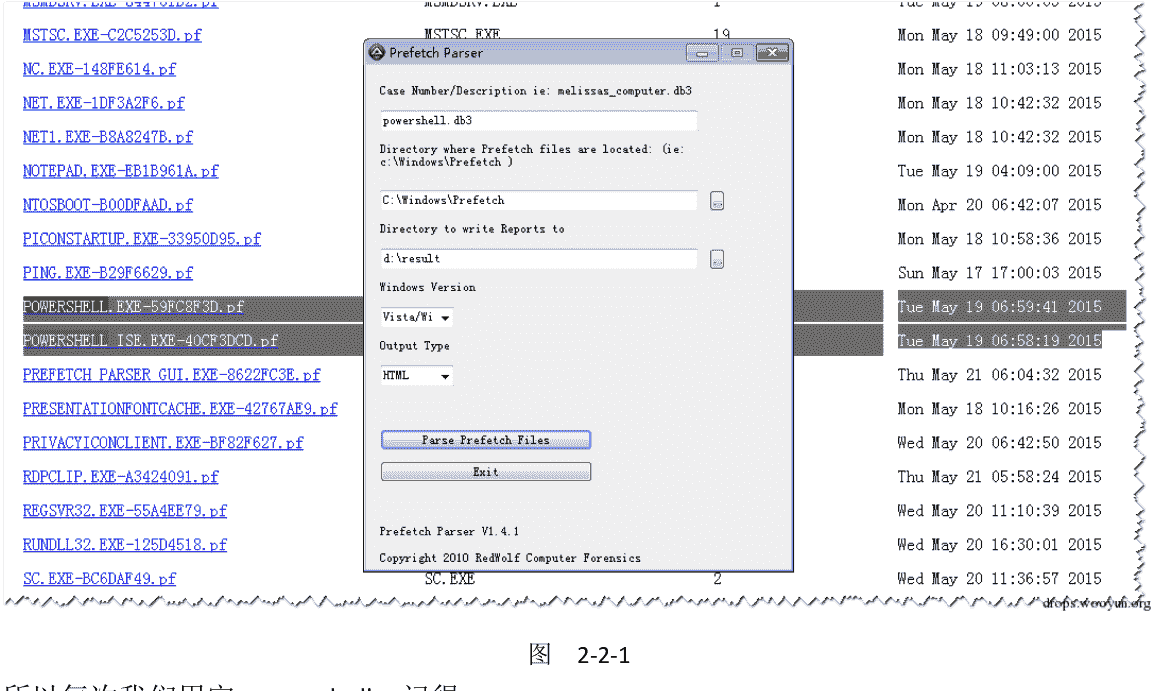 MSTSC.EXE-C2C5253D.pf MSTSC.EXE 19 Mon May 18 09:49:00 2015
NC.EXE-148FE614.pf Mon May 18 11:03:13 2015
NET.EXE-1DF3A2F6.pf Mon May 18 10:42:32 2015
NET1.EXE-B8A8247B.pf Mon May 18 10:42:32 2015
NOTEPAD.EXE-EB1B961A.pf Tue May 19 04:09:00 2015
NTOSBOOT-B00DFAAD.pf Mon Apr 20 06:42:07 2015
PICONSTARTUP.EXE-33950D95.pf Mon May 18 10:58:36 2015
PING.EXE-B29F6629.pf Sun May 17 17:00:03 2015
POWERSHELL.EXE-59FC8F3D.pf Tue May 19 06:59:41 2015
POWERSHELL_ISE.EXE-40CF3DCD.pf Tue May 19 06:58:19 2015
PREFETCH_PARSER_GUI.EXE-8622FC3E.pf Thu May 21 06:04:32 2015
PRESENTATIONFONTCACHE.EXE-42767AE9.pf Mon May 18 10:16:26 2015
PRIVACYICONCLIENT.EXE-BF82F627.pf Wed May 20 06:42:50 2015
RDPCLIP.EXE-A3424091.pf Thu May 21 05:58:24 2015
REGSVR32.EXE-55A4EE79.pf Wed May 20 11:10:39 2015
RUNDLL32.EXE-125D4518.pf Wed May 20 16:30:01 2015
SC.EXE-BC6DAF49.pf SC.EXE 2 Wed May 20 11:36:57 2015
Prefetch Parser
Case Number/Description ie: melissas_computer.db3
powershell.db3
Directory where Prefetch files are located: (ie:
c:\Windows\Prefetch )
C:\Windows\Prefetch
...
Directory to write Reports to
d:\result
...
Windows Version
Vista/Wi
Output Type
HTML
Parse Prefetch Files
Exit
Prefetch Parser V1.4.1
Copyright 2010 RedWolf Computer Forensics
drops.wooyun.org
图 2-2-1